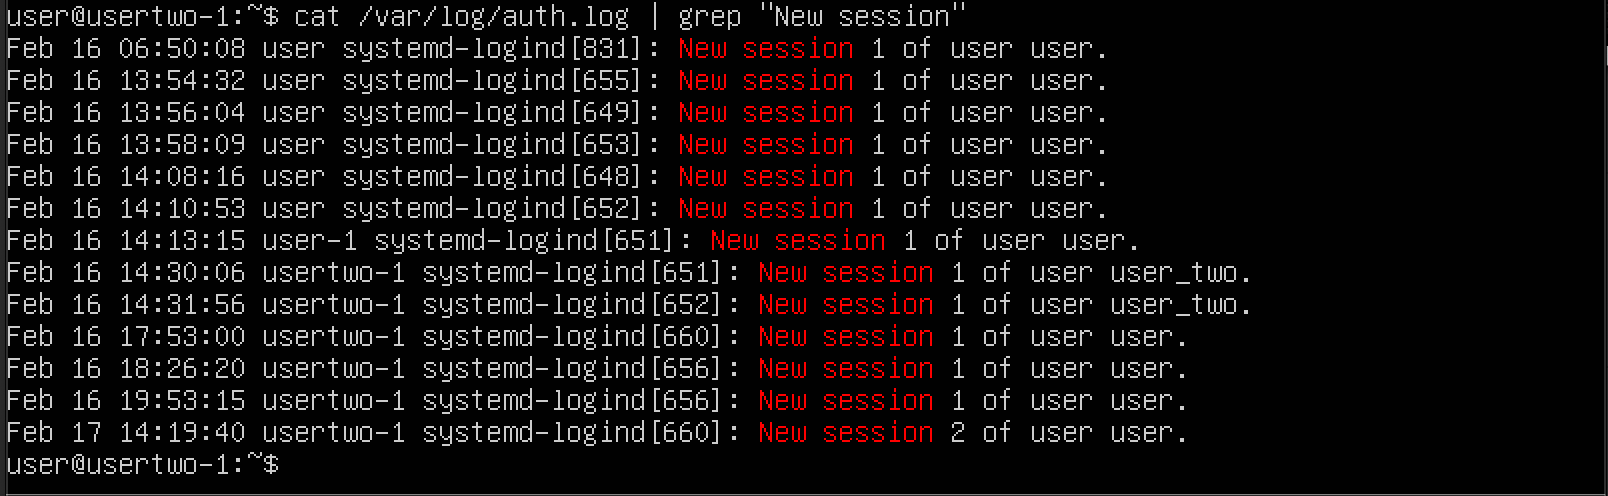 user@usertwo-1:~$ cat /var/log/auth.log | grep "New session"
Feb 16 06:50:08 user systemd-logind[831]: New session 1 of user user.
Feb 16 13:54:32 user systemd-logind[655]: New session 1 of user user.
Feb 16 13:56:04 user systemd-logind[649]: New session 1 of user user.
Feb 16 13:58:09 user systemd-logind[653]: New session 1 of user user.
Feb 16 14:08:16 user systemd-logind[648]: New session 1 of user user.
Feb 16 14:10:53 user systemd-logind[652]: New session 1 of user user.
Feb 16 14:13:15 user-1 systemd-logind[651]: New session 1 of user user.
Feb 16 14:30:06 usertwo-1 systemd-logind[651]: New session 1 of user user_two.
Feb 16 14:31:56 usertwo-1 systemd-logind[652]: New session 1 of user user_two.
Feb 16 17:53:00 usertwo-1 systemd-logind[660]: New session 1 of user user.
Feb 16 18:26:20 usertwo-1 systemd-logind[656]: New session 1 of user user.
Feb 16 19:53:15 usertwo-1 systemd-logind[656]: New session 1 of user user.
Feb 17 14:19:40 usertwo-1 systemd-logind[660]: New session 2 of user user.
user@usertwo-1:~$